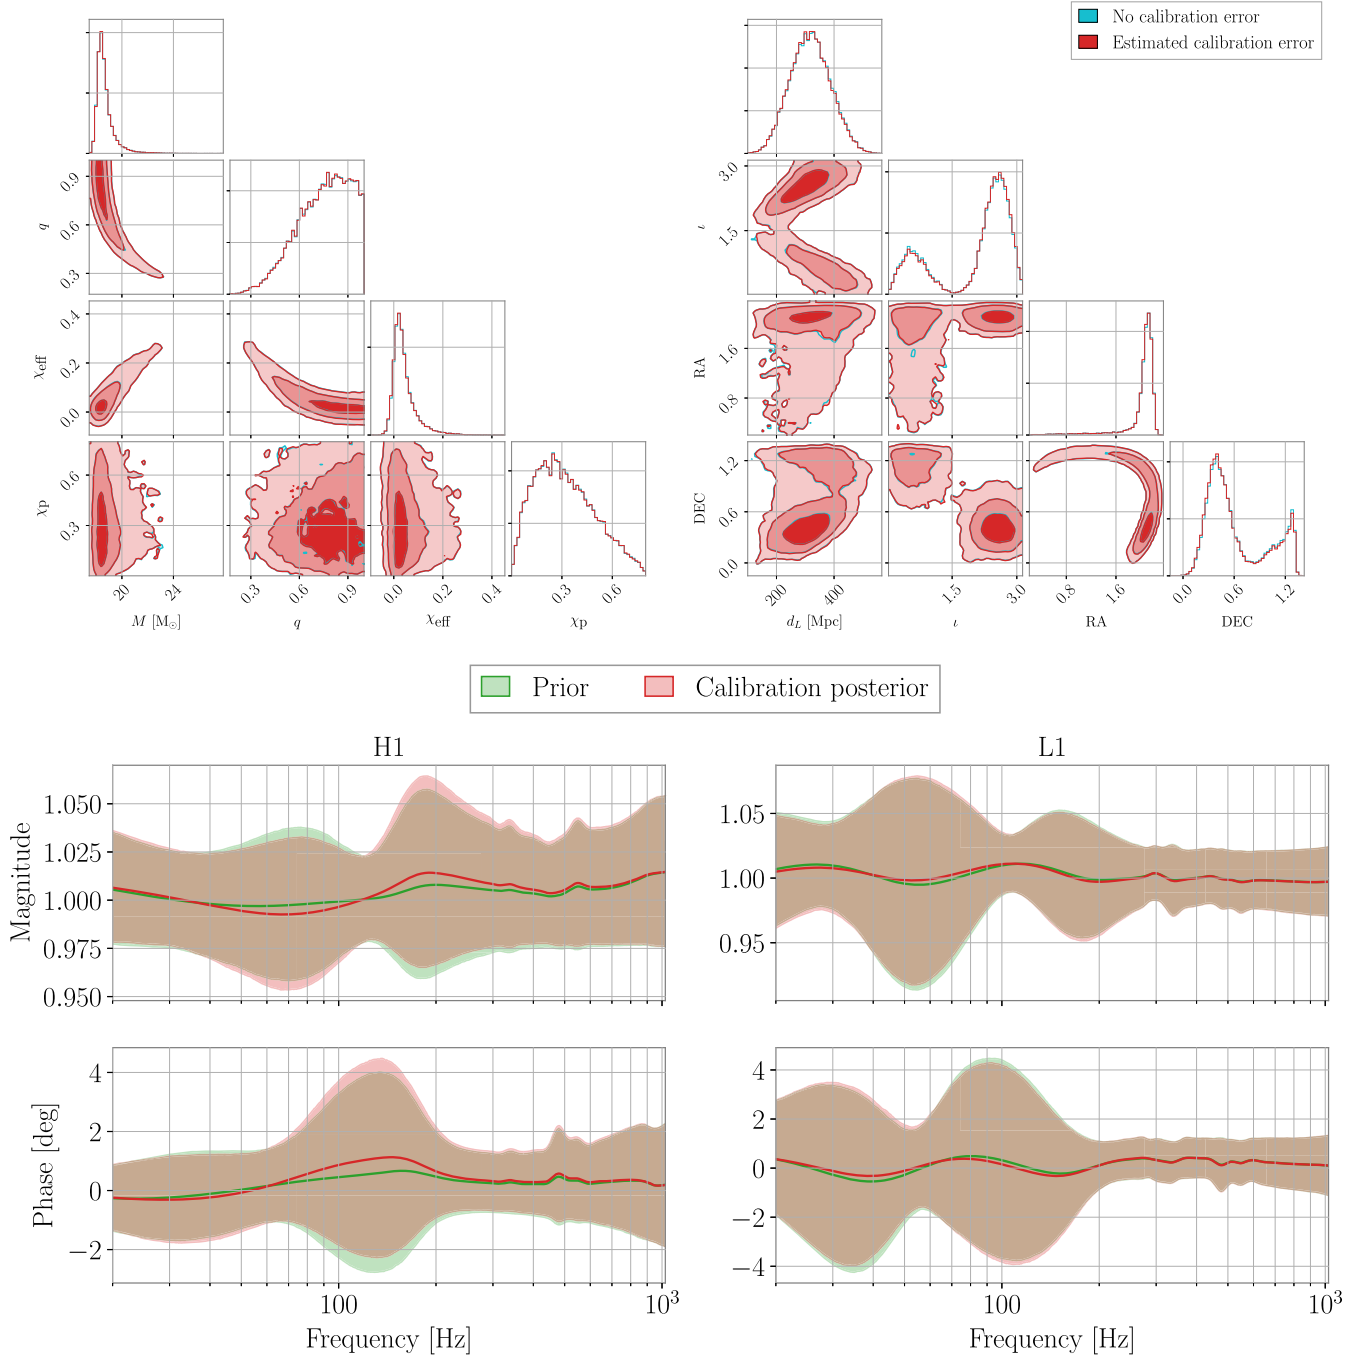 No calibration error
Estimated calibration error
0.9
0.6
0.3
q
3.0
1.5
ι
0.4
0.2
0.0
χeff
1.6
0.8
RA
0.6
0.3
χp
1.2
0.6
0.0
DEC
20 24
0.3 0.6 0.9
0.0 0.2 0.4
0.3 0.6
M [M⊙]
q
χeff
χp
200 400
1.5 3.0
0.8 1.6
0.0 0.6 1.2
dL [Mpc]
ι
RA
DEC
Prior
Calibration posterior
H1
L1
1.050
1.025
1.000
0.975
0.950
Magnitude
1.05
1.00
0.95
4
2
0
−2
Phase [deg]
4
2
0
−2
−4
100 10³
Frequency [Hz]
100 10³
Frequency [Hz]